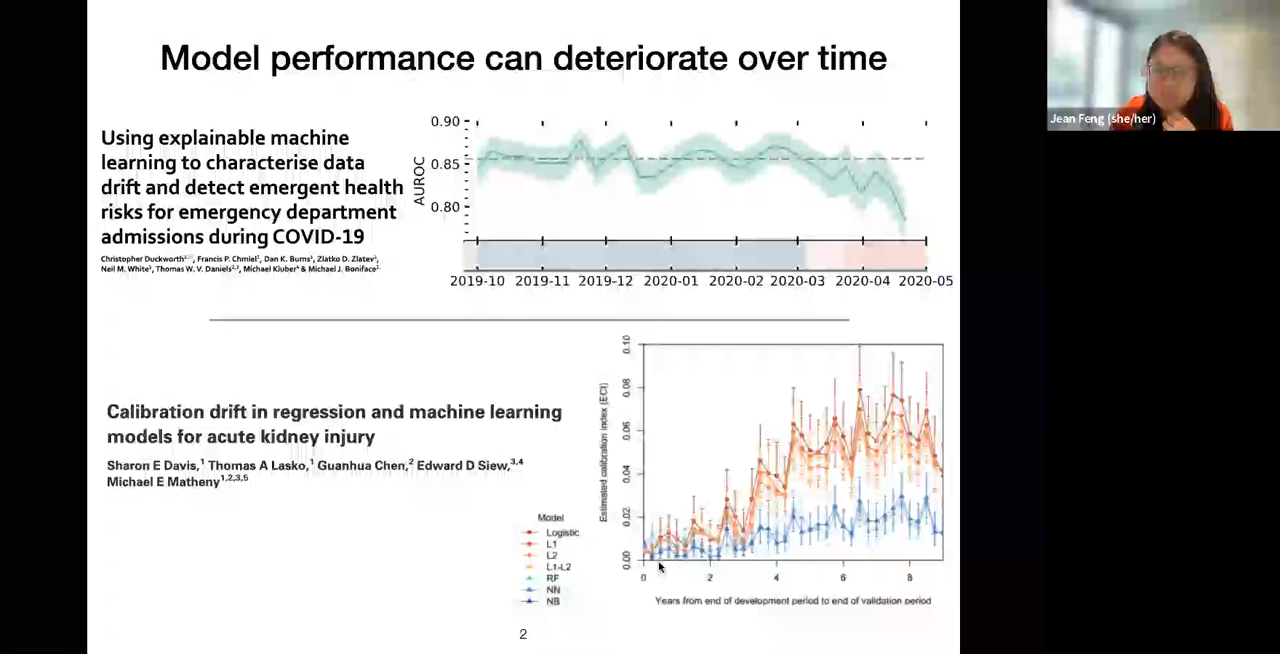 Model performance can deteriorate over time
Using explainable machine
learning to characterise data
drift and detect emergent health
risks for emergency department
admissions during COVID-19
Christopher Duckworth, Francis P. Chmiel, Dan K. Burns, Zlatko D. Zlatev,
Neil M. White, Thomas W. V. Daniels, Michael Kiuber & Michael J. Boniface
AUROC
0.90
0.85
0.80
2019-10 2019-11 2019-12 2020-01 2020-02 2020-03 2020-04 2020-05
Jean Feng (she/her)
Calibration drift in regression and machine learning
models for acute kidney injury
Sharon E Davis,1 Thomas A Lasko,1 Guanhua Chen,2 Edward D Siew,3,4
Michael E Matheny1,2,3,5
Model
Logistic
L1
L2
L1-L2
RF
NN
NB
Estimated calibration index (ECI)
0.10
0.08
0.06
0.04
0.02
0.00
0 2 4 6 8
Years from end of development period to end of validation period
2